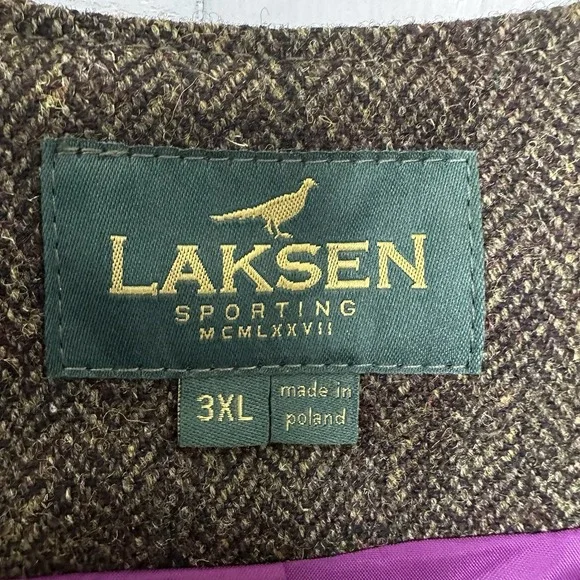 LAKSEN
SPORTING
MCMLXXVII
3XL
made in
poland